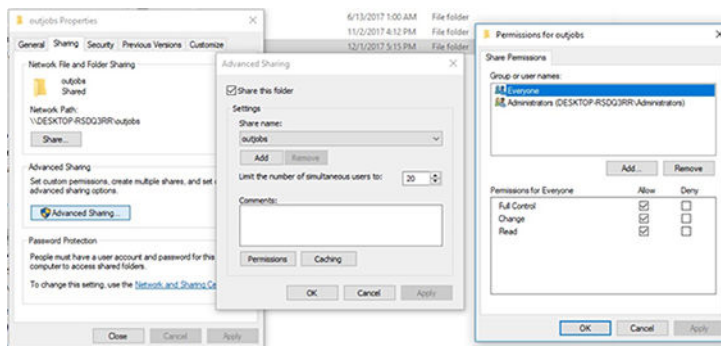 outjobs Properties
General Sharing Security Previous Versions Customize
Network File and Folder Sharing
outjobs
Shared
Network Path:
\\DESKTOP-RSDQ3RR\outjobs
Share...
Advanced Sharing
Set custom permissions, create multiple shares, and set
advanced sharing options.
Advanced Sharing...
Password Protection
People must have a user account and password for this
computer to access shared folders.
To change this setting, use the Network and Sharing Ce
Close Cancel Apply
6/13/2017 1:00 AM File folder
11/2/2017 4:12 PM File folder
12/1/2017 5:15 PM File folder
Advanced Sharing
Share this folder
Settings
Share name:
outjobs
Add Remove
Limit the number of simultaneous users to: 20
Comments:
Permissions Caching
OK Cancel Apply
Permissions for outjobs
Share Permissions
Group or user names:
Everyone
Administrators (DESKTOP-RSDQ3RR\Administrators)
Add... Remove
Permissions for Everyone Allow Deny
Full Control
Change
Read
OK Cancel Apply